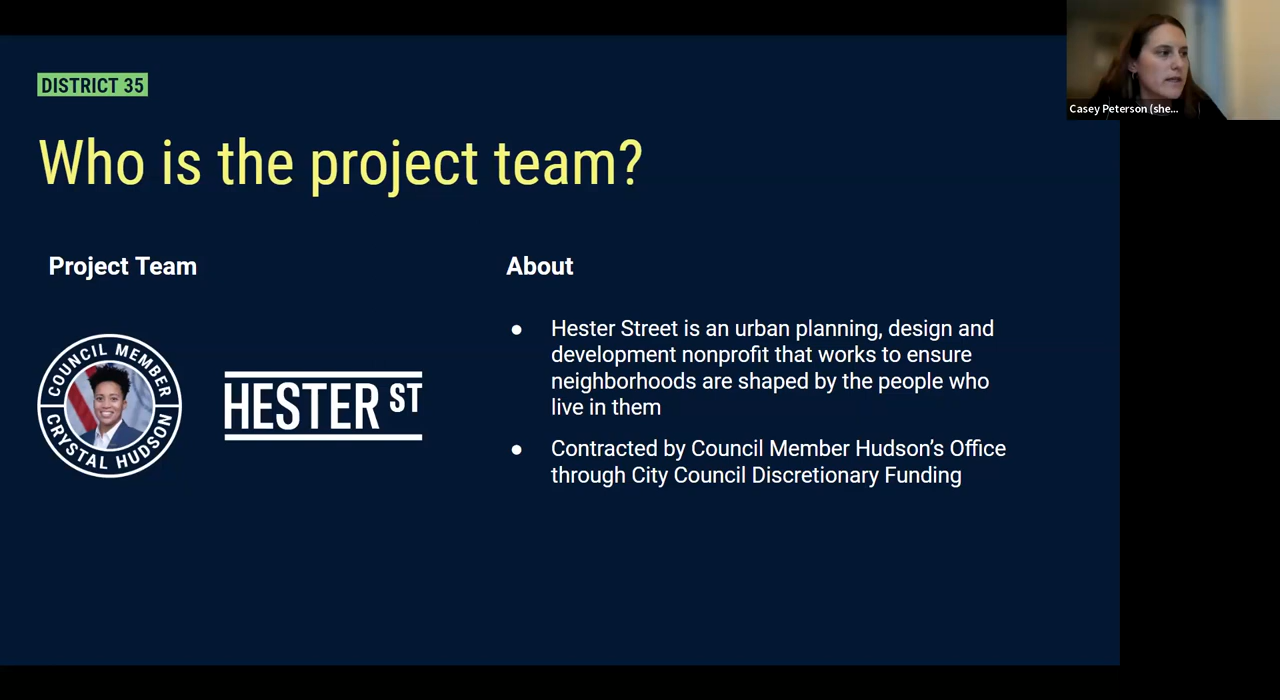 Casey Peterson (she...
DISTRICT 35
Who is the project team?
Project Team
COUNCIL MEMBER
CRYSTAL HUDSON
HESTER ST
About
● Hester Street is an urban planning, design and
development nonprofit that works to ensure
neighborhoods are shaped by the people who
live in them
● Contracted by Council Member Hudson’s Office
through City Council Discretionary Funding